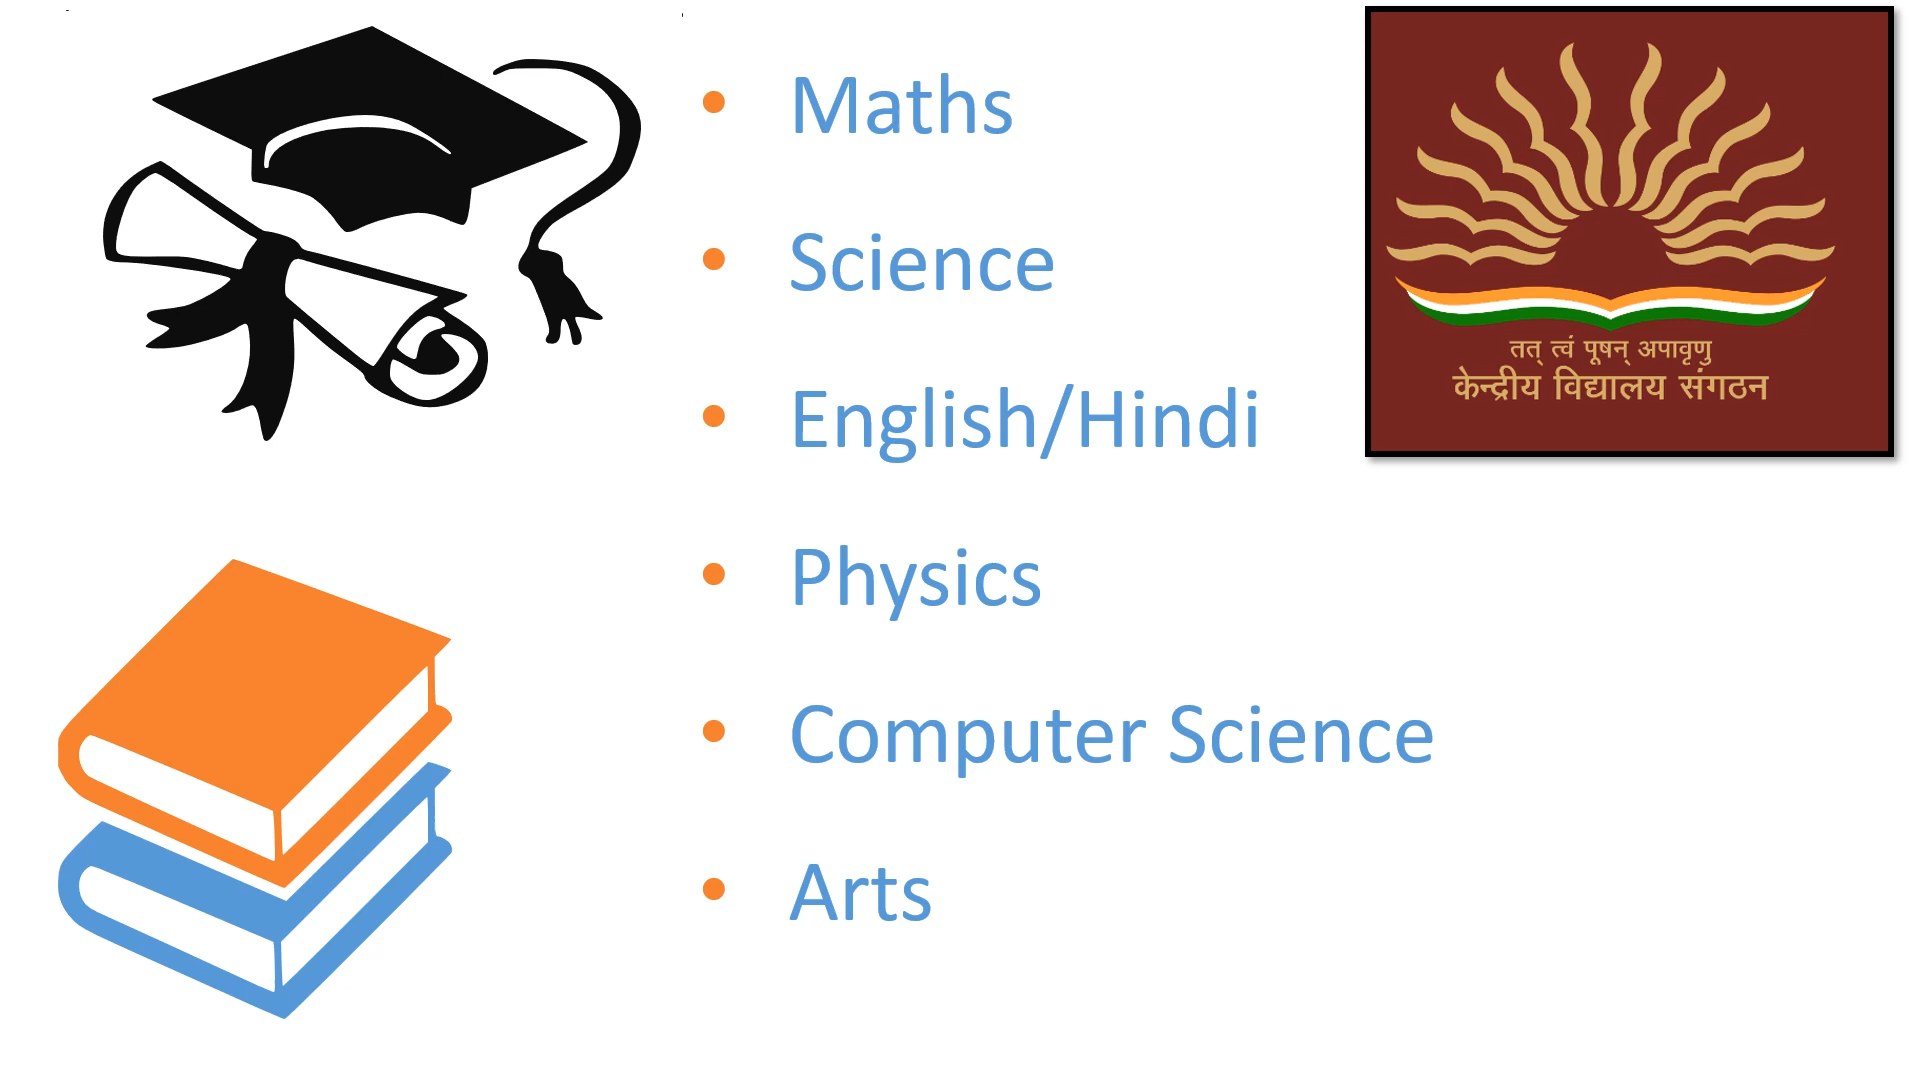 Maths
Science
English/Hindi
Physics
Computer Science
Arts
तत् त्वं पूषन् अपावृणु
केन्द्रीय विद्यालय संगठन